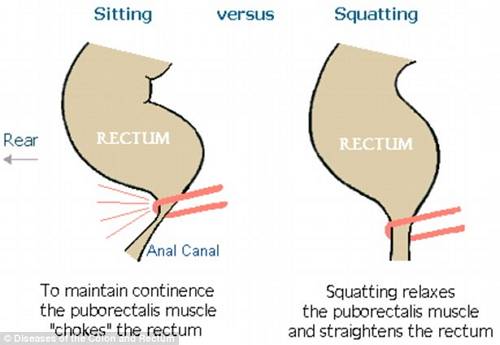 Sitting versus Squatting
RECTUM
RECTUM
Rear
Anal Canal
To maintain continence
the puborectalis muscle
"chokes" the rectum
Squatting relaxes
the puborectalis muscle
and straightens the rectum
© Diseases of the Colon and Rectum